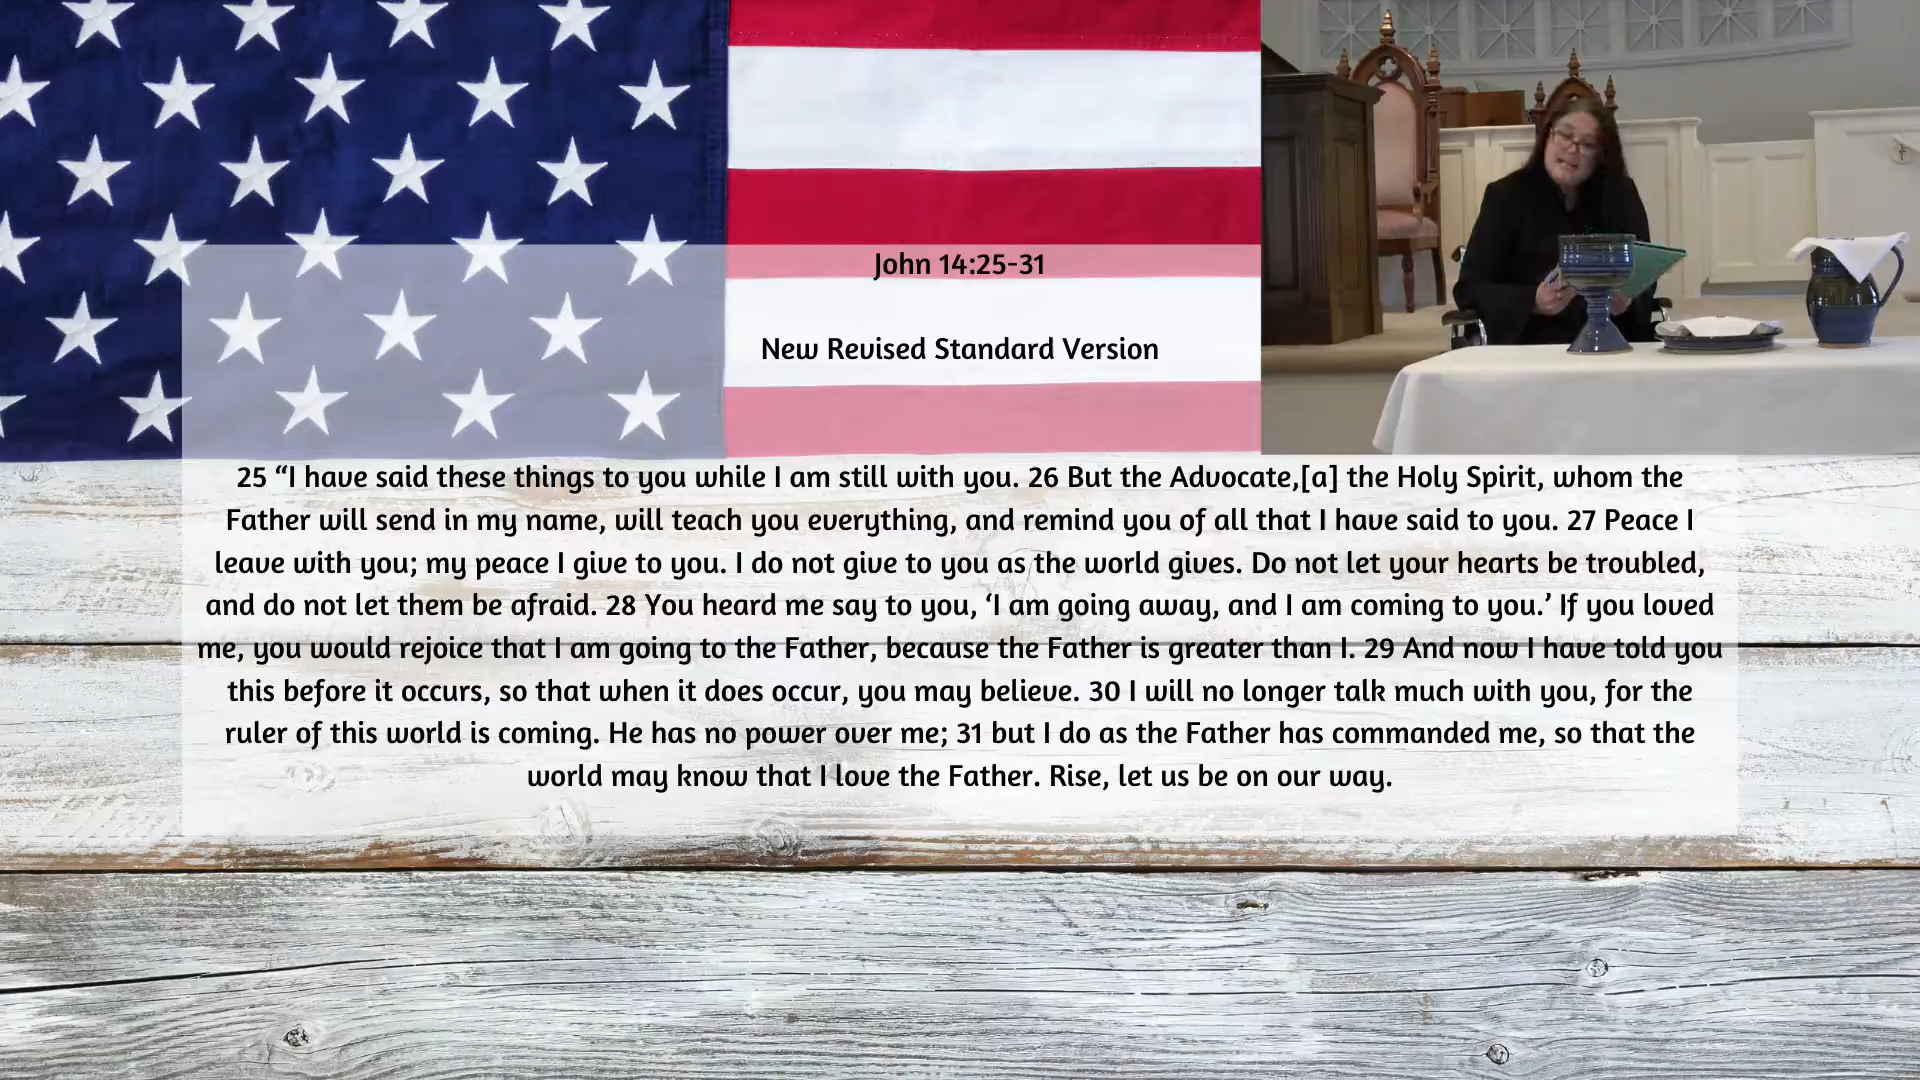 John 14:25-31
New Revised Standard Version
25 “I have said these things to you while I am still with you. 26 But the Advocate,[a] the Holy Spirit, whom the
Father will send in my name, will teach you everything, and remind you of all that I have said to you. 27 Peace I
leave with you; my peace I give to you. I do not give to you as the world gives. Do not let your hearts be troubled,
and do not let them be afraid. 28 You heard me say to you, ‘I am going away, and I am coming to you.’ If you loved
me, you would rejoice that I am going to the Father, because the Father is greater than I. 29 And now I have told you
this before it occurs, so that when it does occur, you may believe. 30 I will no longer talk much with you, for the
ruler of this world is coming. He has no power over me; 31 but I do as the Father has commanded me, so that the
world may know that I love the Father. Rise, let us be on our way.